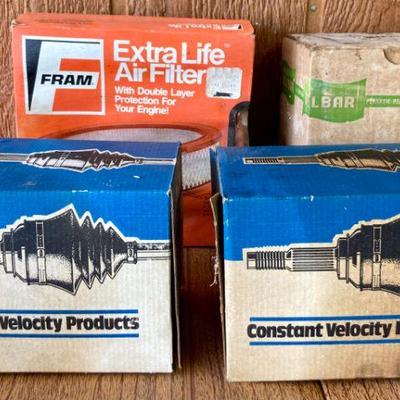 FRAM
Extra Life
Air Filter
With Double Layer
Protection For
Your Engine!
LBAR
Velocity Products
Constant Velocity